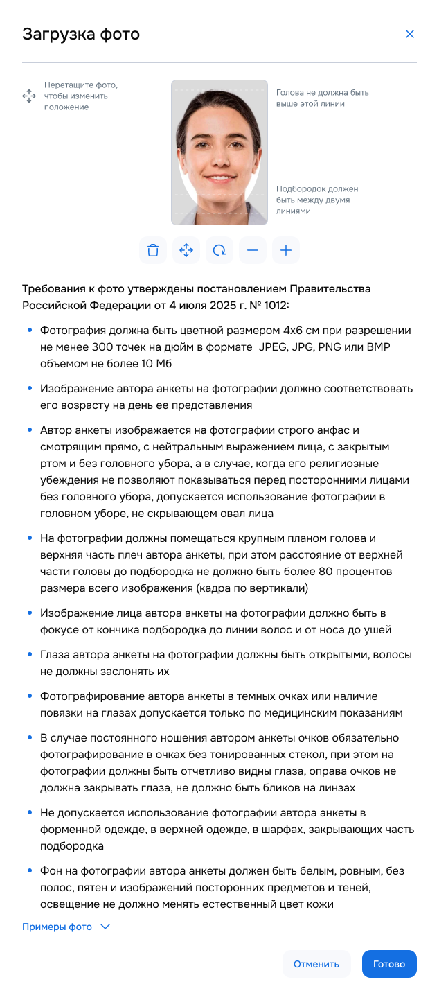 Загрузка фото
Перетащите фото,
чтобы изменить
положение
Голова не должна быть
выше этой линии
Подбородок должен
быть между двумя
линиями
Требования к фото утверждены постановлением Правительства
Российской Федерации от 4 июля 2025 г. № 1012:
Фотография должна быть цветной размером 4х6 см при разрешении
не менее 300 точек на дюйм в формате  JPEG, JPG, PNG или BMP
объемом не более 10 Мб
Изображение автора анкеты на фотографии должно соответствовать
его возрасту на день ее представления
Автор анкеты изображается на фотографии строго анфас и
смотрящим прямо, с нейтральным выражением лица, с закрытым
ртом и без головного убора, а в случае, когда его религиозные
убеждения не позволяют показываться перед посторонними лицами
без головного убора, допускается использование фотографии в
головном уборе, не скрывающем овал лица
На фотографии должны помещаться крупным планом голова и
верхняя часть плеч автора анкеты, при этом расстояние от верхней
части головы до подбородка не должно быть более 80 процентов
размера всего изображения (кадра по вертикали)
Изображение лица автора анкеты на фотографии должно быть в
фокусе от кончика подбородка до линии волос и от носа до ушей
Глаза автора анкеты на фотографии должны быть открытыми, волосы
не должны заслонять их
Фотографирование автора анкеты в темных очках или наличие
повязки на глазах допускается только по медицинским показаниям
В случае постоянного ношения автором анкеты очков обязательно
фотографирование в очках без тонированных стекол, при этом на
фотографии должны быть отчетливо видны глаза, оправа очков не
должна закрывать глаза, не должно быть бликов на линзах
Не допускается использование фотографии автора анкеты в
форменной одежде, в верхней одежде, в шарфах, закрывающих часть
подбородка
Фон на фотографии автора анкеты должен быть белым, ровным, без
полос, пятен и изображений посторонних предметов и теней,
освещение не должно менять естественный цвет кожи
Примеры фото
Отменить
Готово